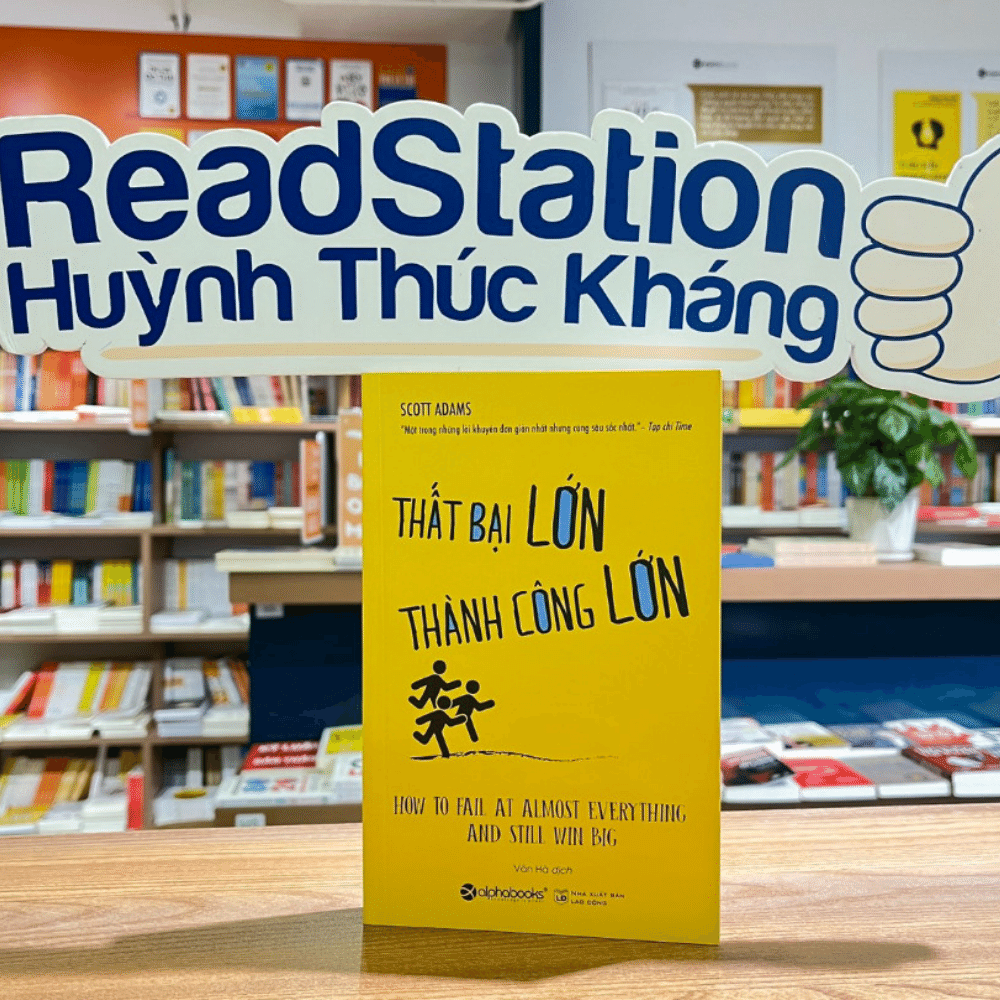 ReadStation
Huỳnh Thúc Kháng
SCOTT ADAMS
"Một trong những lời khuyên đơn giản nhất nhưng cũng sâu sắc nhất." - Tạp chí Time
THẤT BẠI LỚN
THÀNH CÔNG LỚN
HOW TO FAIL AT ALMOST EVERYTHING
AND STILL WIN BIG
Vân Hà dịch
alphabooks®
LĐ
NHÀ XUẤT BẢN
LAO ĐỘNG